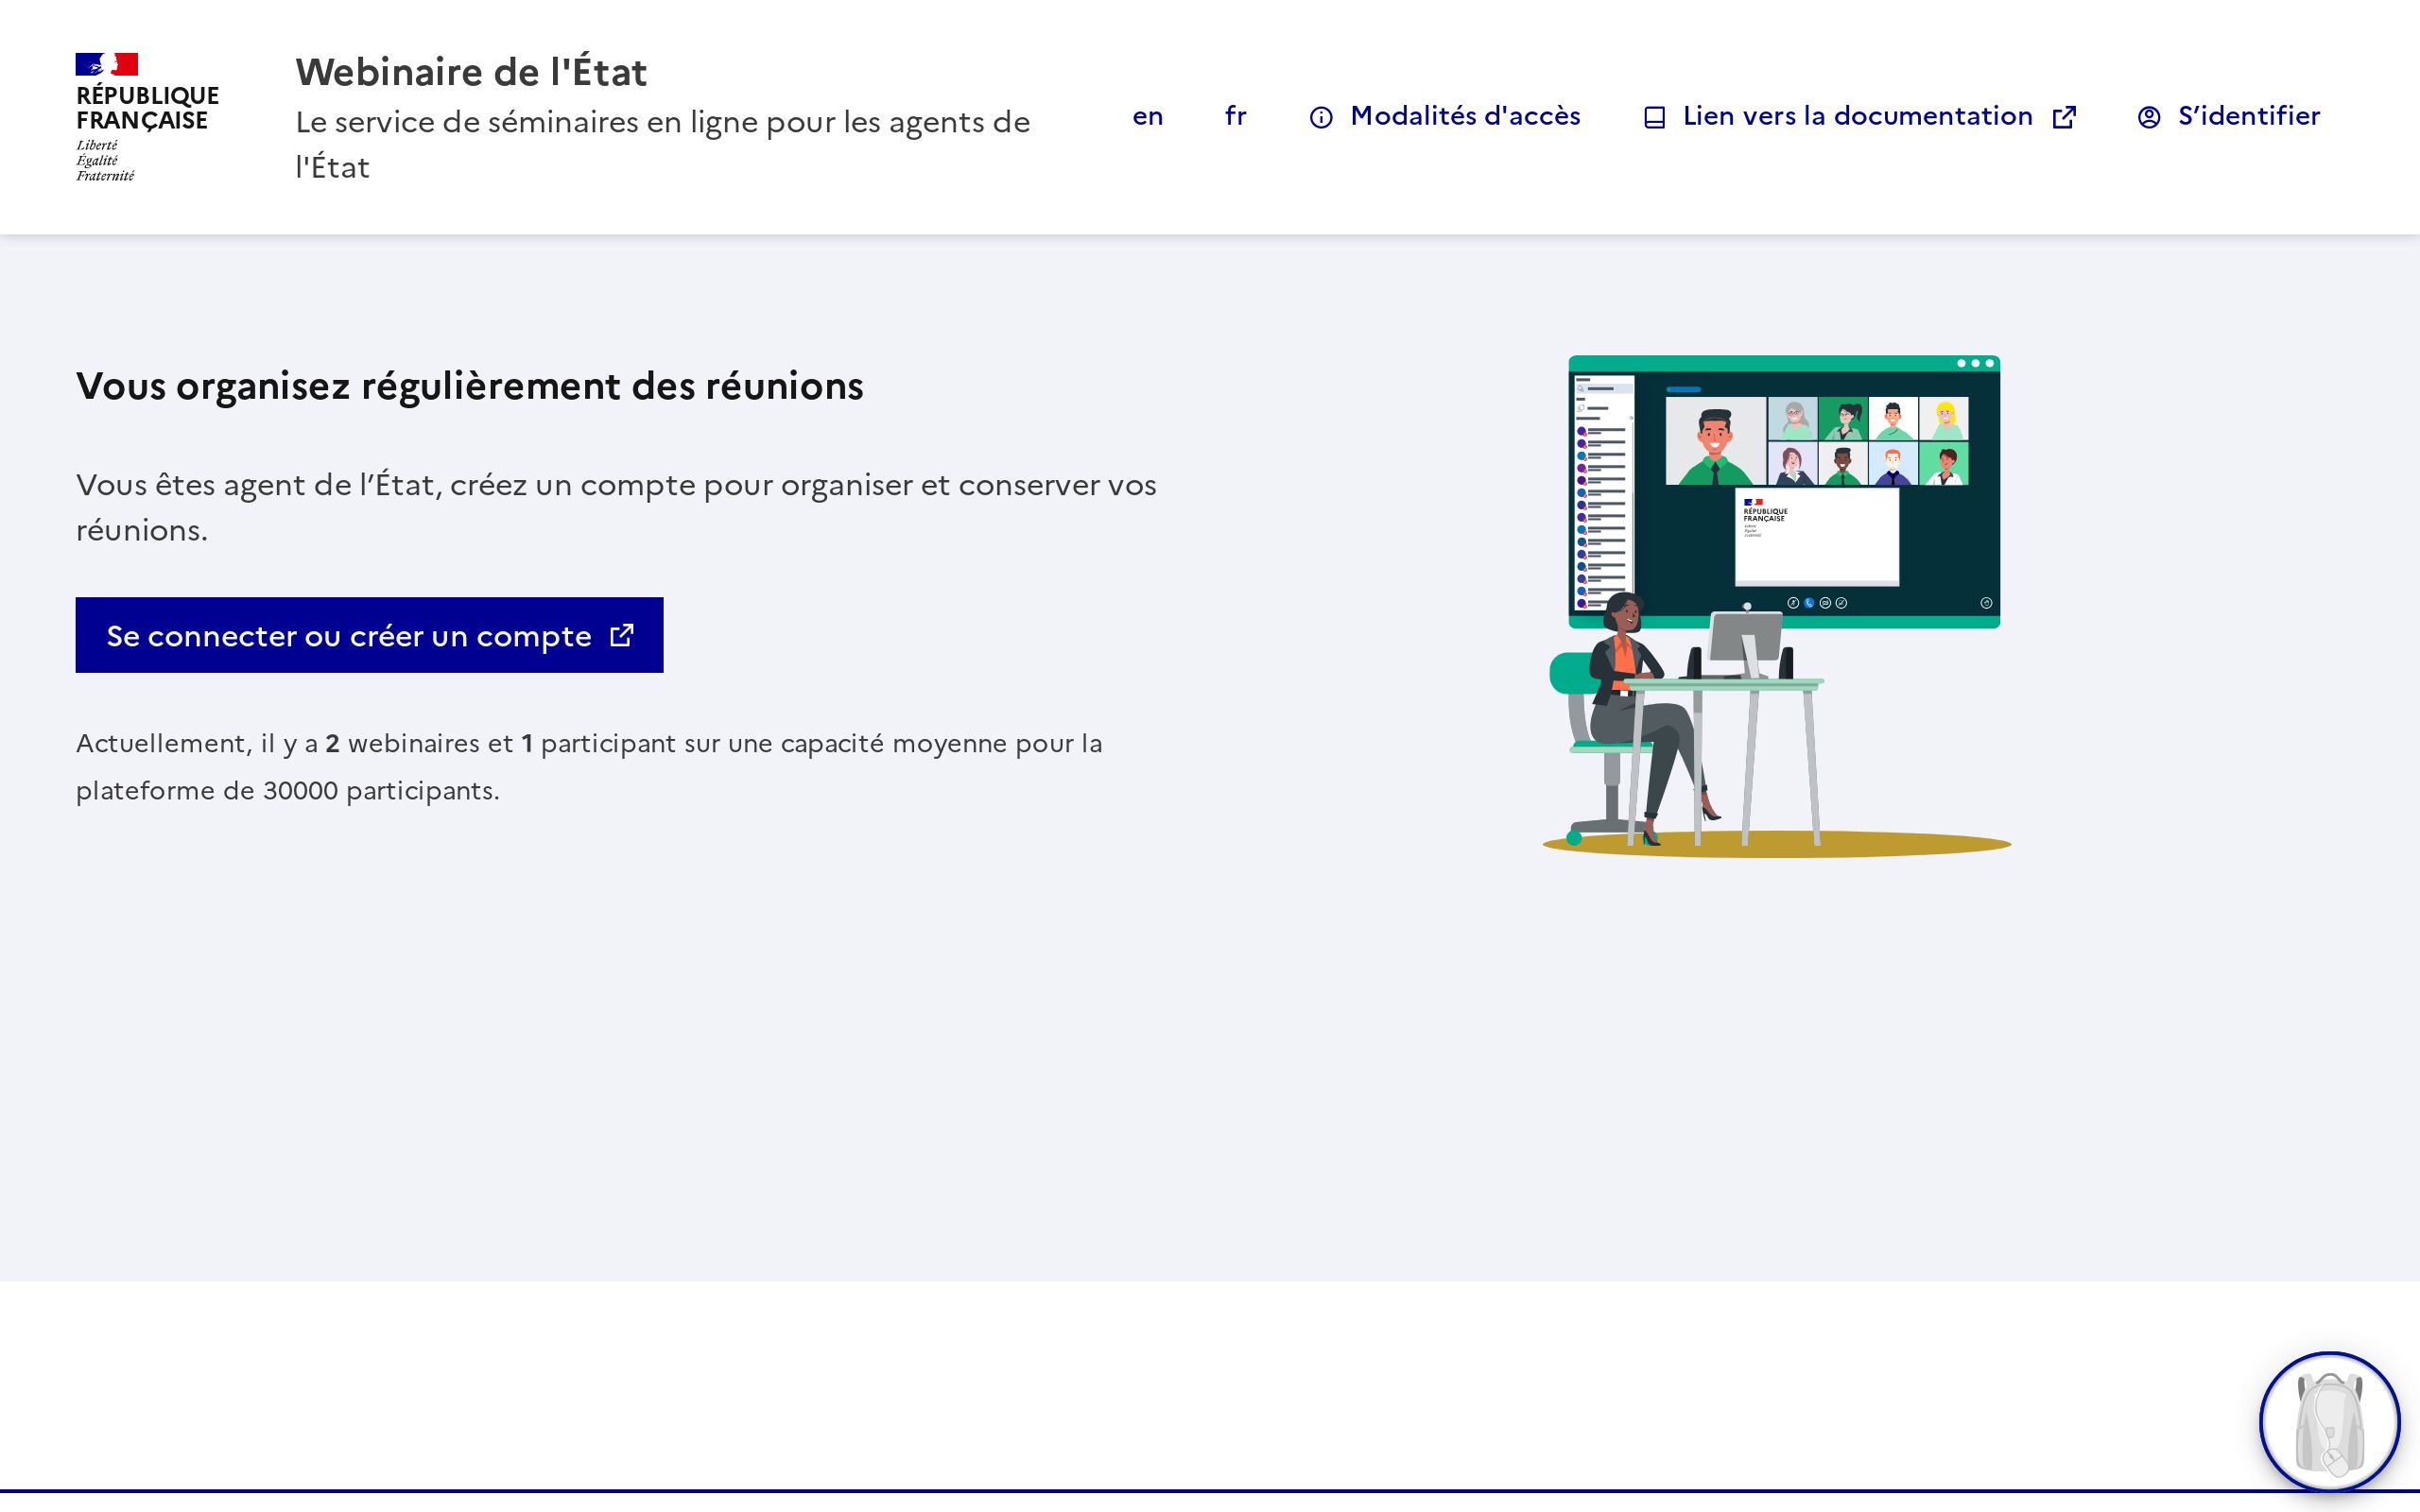 RÉPUBLIQUE
FRANÇAISE
Liberté
Égalité
Fraternité
Webinaire de l'État
Le service de séminaires en ligne pour les agents de
l'État
en
fr
Modalités d'accès
Lien vers la documentation
S’identifier
Vous organisez régulièrement des réunions
Vous êtes agent de l’État, créez un compte pour organiser et conserver vos
réunions.
Se connecter ou créer un compte
Actuellement, il y a 2 webinaires et 1 participant sur une capacité moyenne pour la
plateforme de 30000 participants.
RÉPUBLIQUE
FRANÇAISE